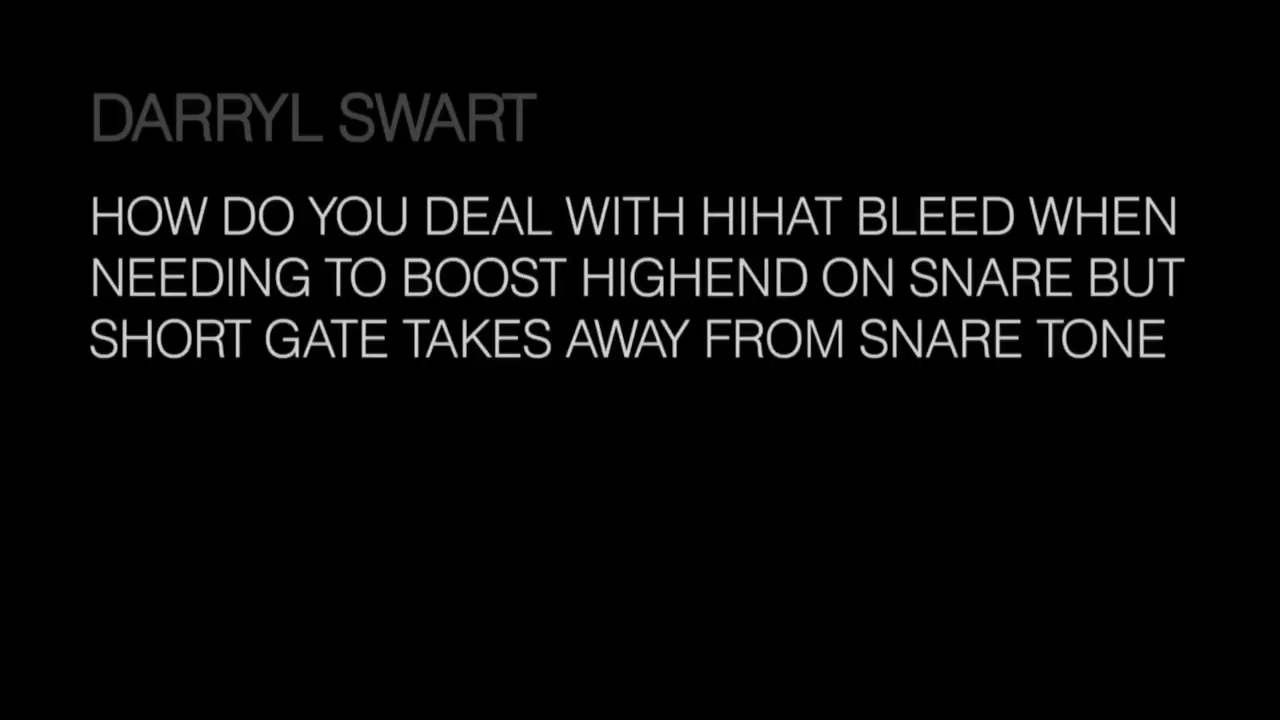 DARRYL SWART
HOW DO YOU DEAL WITH HIHAT BLEED WHEN
NEEDING TO BOOST HIGHEND ON SNARE BUT
SHORT GATE TAKES AWAY FROM SNARE TONE